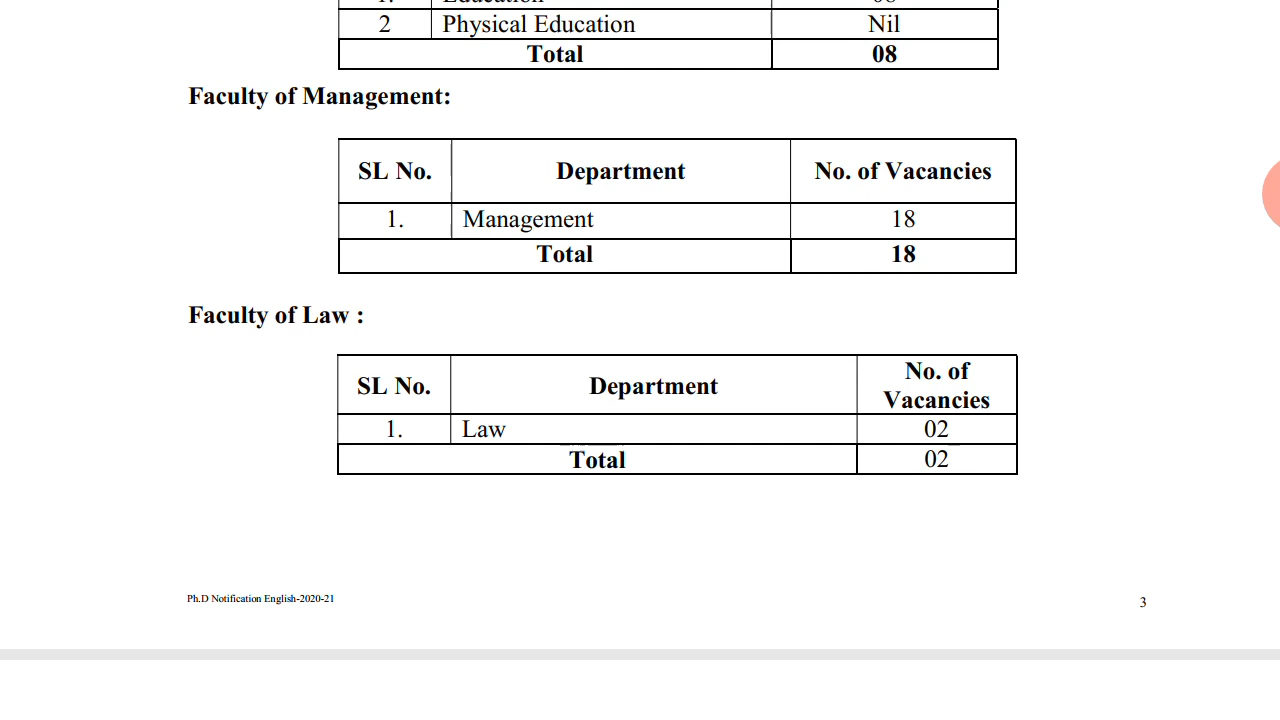 2 Physical Education Nil
Total 08
Faculty of Management:
SL No. Department No. of Vacancies
1. Management 18
Total 18
Faculty of Law :
SL No. Department No. of Vacancies
1. Law 02
Total 02
Ph.D Notification English-2020-21 3